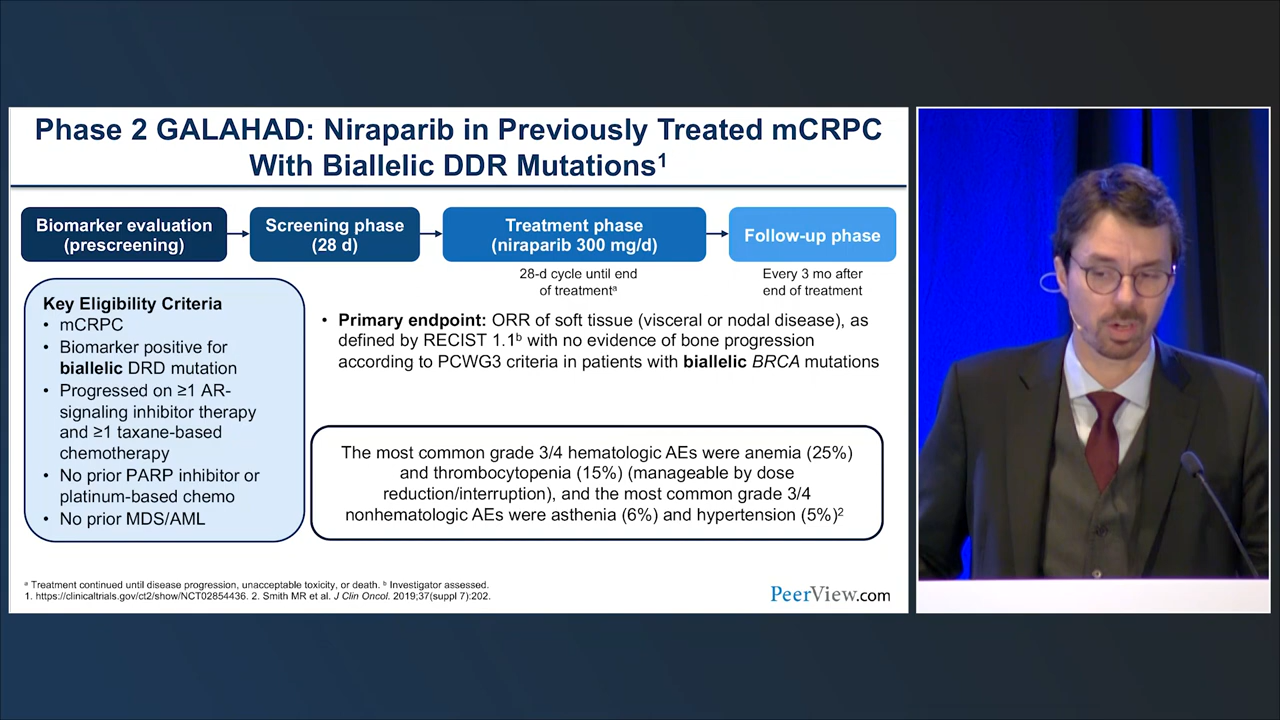 Phase 2 GALAHAD: Niraparib in Previously Treated mCRPC
With Biallelic DDR Mutations¹
Biomarker evaluation
(prescreening)
Screening phase
(28 d)
Treatment phase
(niraparib 300 mg/d)
Follow-up phase
28-d cycle until end
of treatmentᵃ
Every 3 mo after
end of treatment
Key Eligibility Criteria
• mCRPC
• Biomarker positive for
biallelic DRD mutation
• Progressed on ≥1 AR-
signaling inhibitor therapy
and ≥1 taxane-based
chemotherapy
• No prior PARP inhibitor or
platinum-based chemo
• No prior MDS/AML
• Primary endpoint: ORR of soft tissue (visceral or nodal disease), as
defined by RECIST 1.1ᵇ with no evidence of bone progression
according to PCWG3 criteria in patients with biallelic BRCA mutations
The most common grade 3/4 hematologic AEs were anemia (25%)
and thrombocytopenia (15%) (manageable by dose
reduction/interruption), and the most common grade 3/4
nonhematologic AEs were asthenia (6%) and hypertension (5%)²
ᵃ Treatment continued until disease progression, unacceptable toxicity, or death. ᵇ Investigator assessed.
1. https://clinicaltrials.gov/ct2/show/NCT02854436. 2. Smith MR et al. J Clin Oncol. 2019;37(suppl 7):202.
PeerView.com